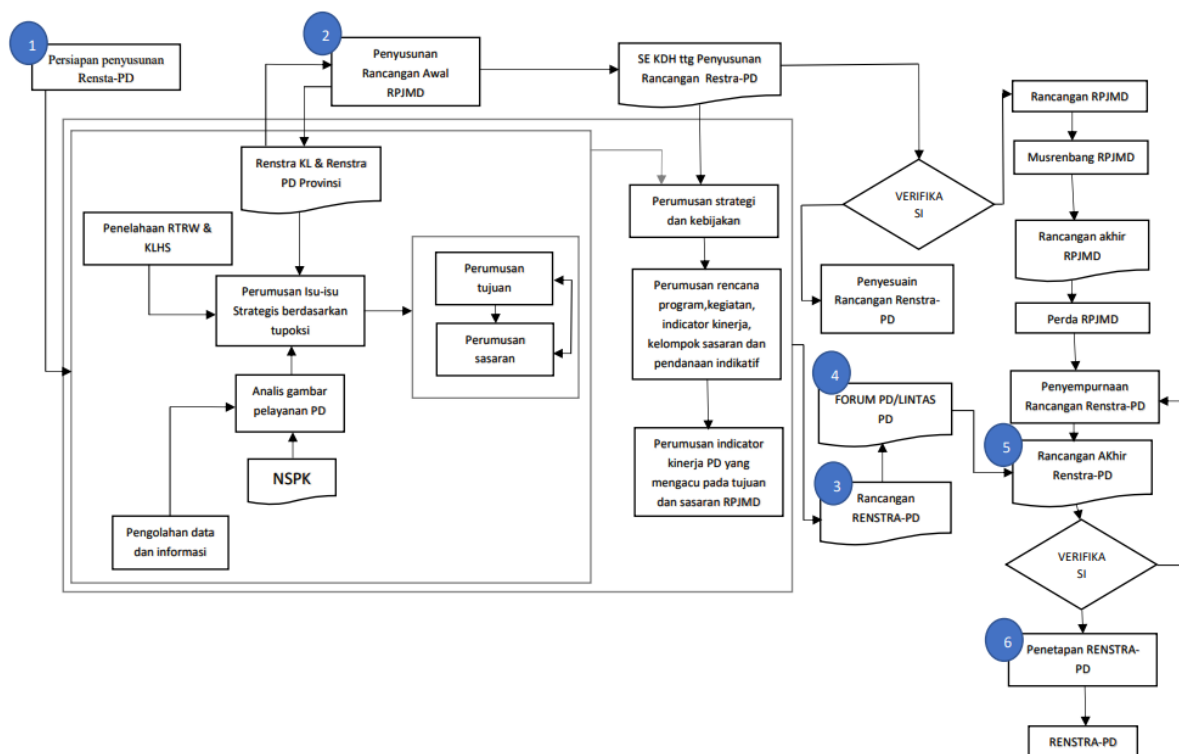 1
Persiapan penyusunan
Rensta-PD
2
Penyusunan
Rancangan Awal
RPJMD
SE KDH ttg Penyusunan
Rancangan Restra-PD
Rancangan RPJMD
Musrenbang RPJMD
Rancangan akhir
RPJMD
Perda RPJMD
VERIFIKA
SI
Penyesuain
Rancangan Renstra-
PD
Renstra KL & Renstra
PD Provinsi
Penelahaan RTRW &
KLHS
Perumusan Isu-isu
Strategis berdasarkan
tupoksi
Analis gambar
pelayanan PD
NSPK
Pengolahan data
dan informasi
Perumusan
tujuan
Perumusan
sasaran
Perumusan strategi
dan kebijakan
Perumusan rencana
program,kegiatan,
indicator kinerja,
kelompok sasaran dan
pendanaan indikatif
Perumusan indicator
kinerja PD yang
mengacu pada tujuan
dan sasaran RPJMD
4
FORUM PD/LINTAS
PD
3
Rancangan
RENSTRA-PD
Penyempurnaan
Rancangan Renstra-PD
5
Rancangan AKhir
Renstra-PD
VERIFIKA
SI
6
Penetapan RENSTRA-
PD
RENSTRA-PD